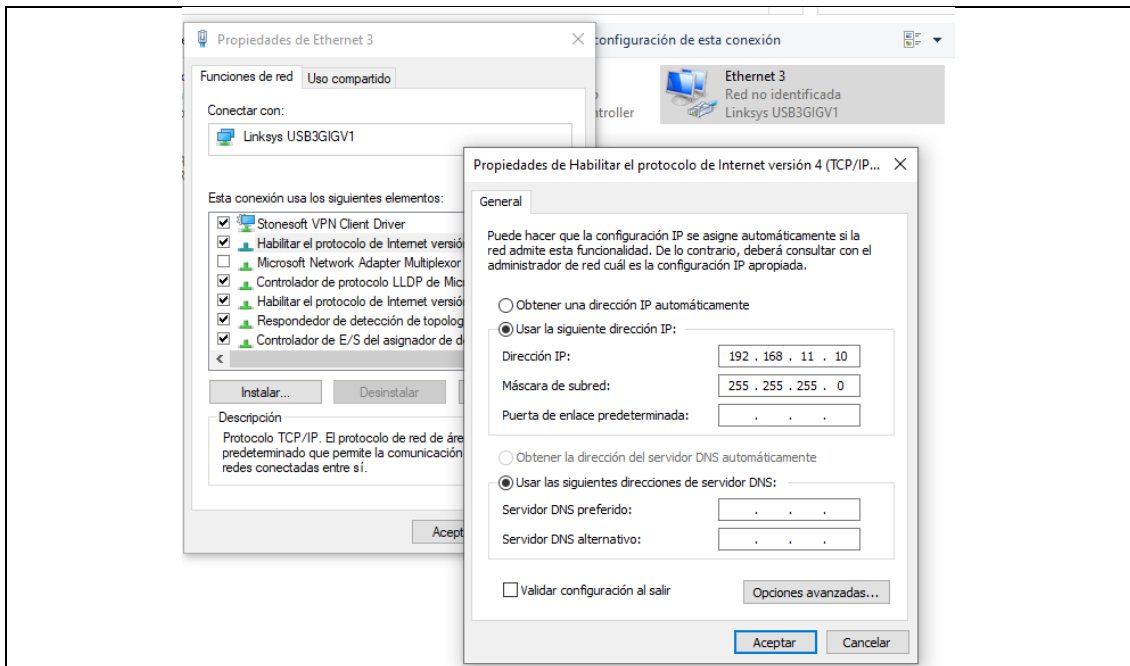 Propiedades de Ethernet 3
configuración de esta conexión
Funciones de red
Uso compartido
Ethernet 3
Red no identificada
Linksys USB3GIGV1
ntroller
Conectar con:
Linksys USB3GIGV1
Esta conexión usa los siguientes elementos:
Stonesoft VPN Client Driver
Habilitar el protocolo de Internet versió
Microsoft Network Adapter Multiplexor
Controlador de protocolo LLDP de Mic
Habilitar el protocolo de Internet versió
Respondedor de detección de topolog
Controlador de E/S del asignador de d
Instalar...
Desinstalar
Descripción
Protocolo TCP/IP. El protocolo de red de áre
predeterminado que permite la comunicación
redes conectadas entre sí.
Acept
Propiedades de Habilitar el protocolo de Internet versión 4 (TCP/IP...
General
Puede hacer que la configuración IP se asigne automáticamente si la
red admite esta funcionalidad. De lo contrario, deberá consultar con el
administrador de red cuál es la configuración IP apropiada.
Obtener una dirección IP automáticamente
Usar la siguiente dirección IP:
Dirección IP: 192 . 168 . 11 . 10
Máscara de subred: 255 . 255 . 255 . 0
Puerta de enlace predeterminada: . . .
Obtener la dirección del servidor DNS automáticamente
Usar las siguientes direcciones de servidor DNS:
Servidor DNS preferido: . . .
Servidor DNS alternativo: . . .
Validar configuración al salir
Opciones avanzadas...
Aceptar
Cancelar